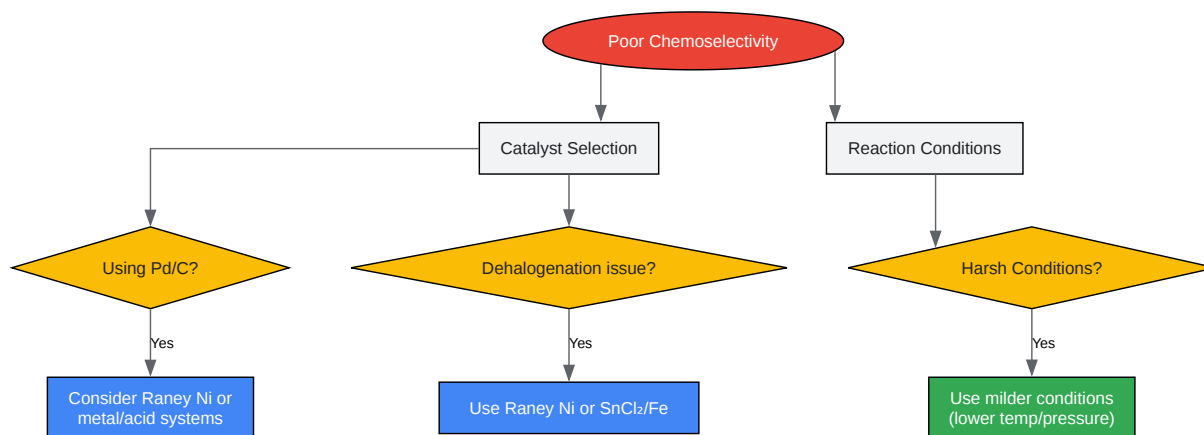 Poor Chemoselectivity
Catalyst Selection
Reaction Conditions
Using Pd/C?
Dehalogenation issue?
Harsh Conditions?
Yes
Yes
Yes
Consider Raney Ni or
metal/acid systems
Use Raney Ni or SnCl₂/Fe
Use milder conditions
(lower temp/pressure)